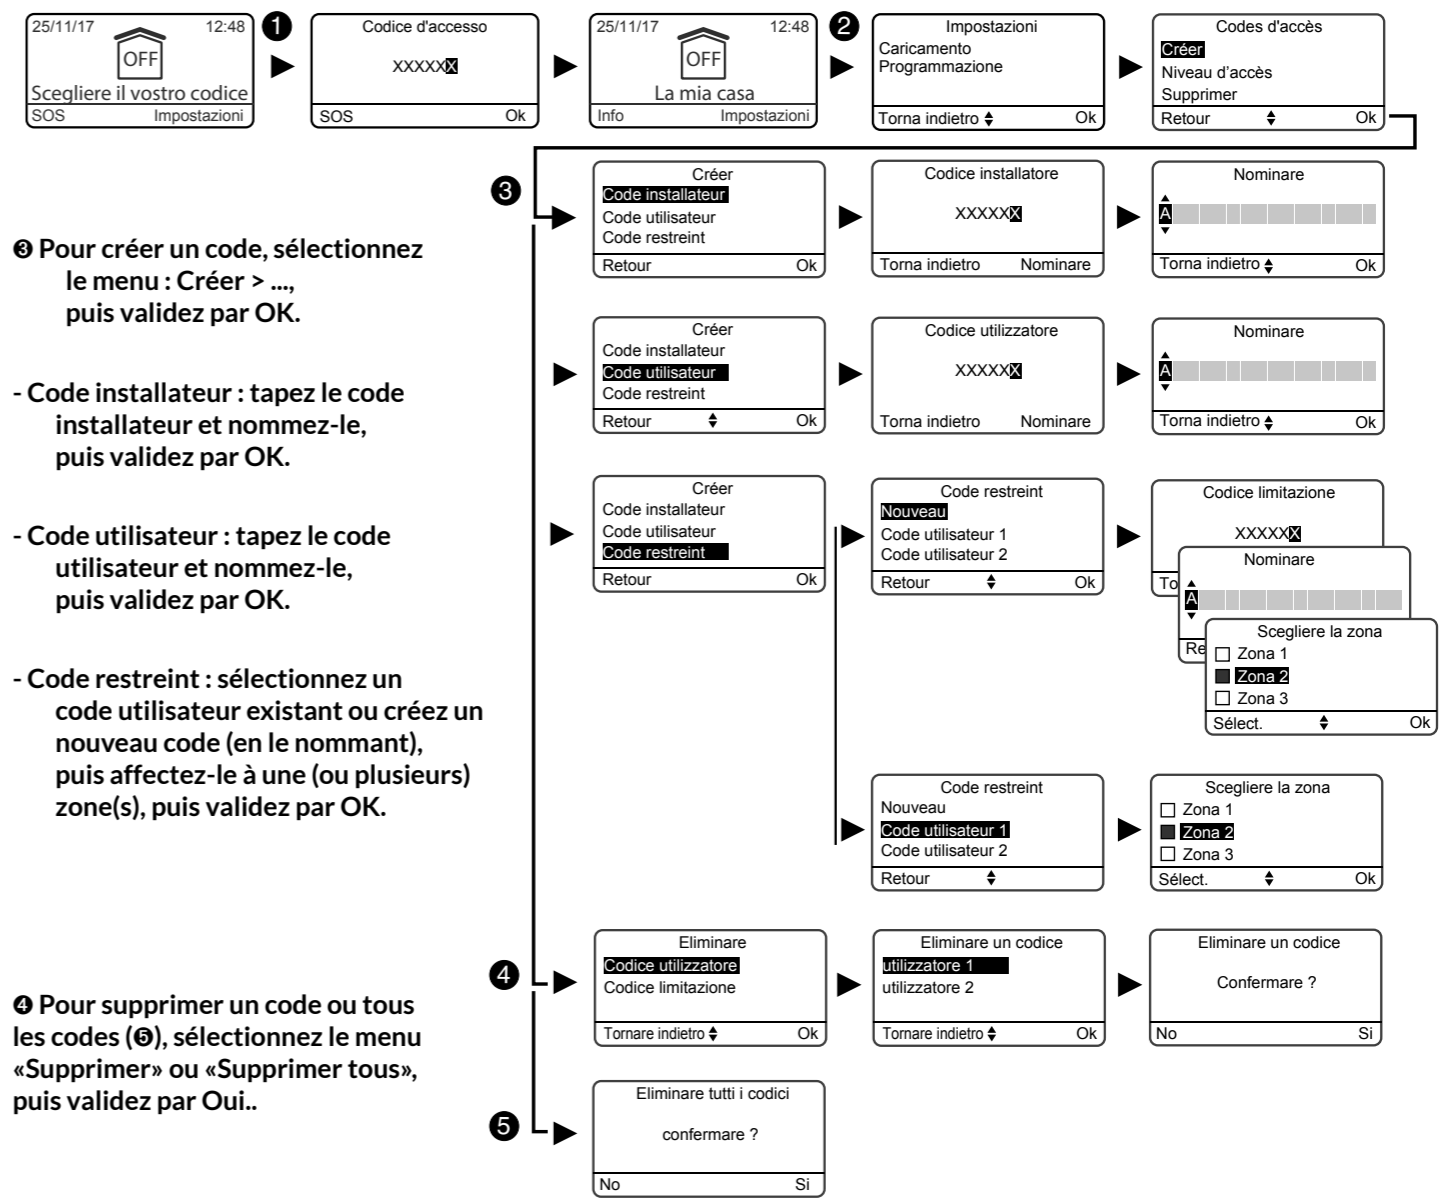 25/11/17 12:48
OFF
Scegliere il vostro codice
SOS Impostazioni
❶
Codice d'accesso
XXXXXX
SOS Ok
25/11/17 12:48
OFF
La mia casa
Info Impostazioni
❷
Impostazioni
Caricamento
Programmazione
Torna indietro Ok
Codes d'accès
Créer
Niveau d'accès
Supprimer
Retour Ok
❸ Pour créer un code, sélectionnez
le menu : Créer > ...,
puis validez par OK.
- Code installateur : tapez le code
installateur et nommez-le,
puis validez par OK.
- Code utilisateur : tapez le code
utilisateur et nommez-le,
puis validez par OK.
- Code restreint : sélectionnez un
code utilisateur existant ou créez un
nouveau code (en le nommant),
puis affectez-le à une (ou plusieurs)
zone(s), puis validez par OK.
❸
Créer
Code installateur
Code utilisateur
Code restreint
Retour Ok
Codice installatore
XXXXXX
Torna indietro Nominare
Nominare
A
Torna indietro Ok
Créer
Code installateur
Code utilisateur
Code restreint
Retour Ok
Codice utilizzatore
XXXXXX
Torna indietro Nominare
Nominare
A
Torna indietro Ok
Créer
Code installateur
Code utilisateur
Code restreint
Retour Ok
Code restreint
Nouveau
Code utilisateur 1
Code utilisateur 2
Retour Ok
Codice limitazione
XXXXXX
To
Nominare
A
Re
Scegliere la zona
Zona 1
Zona 2
Zona 3
Sélect. Ok
Code restreint
Nouveau
Code utilisateur 1
Code utilisateur 2
Retour
Scegliere la zona
Zona 1
Zona 2
Zona 3
Sélect. Ok
❹ Pour supprimer un code ou tous
les codes (❺), sélectionnez le menu
«Supprimer» ou «Supprimer tous»,
puis validez par Oui..
❹
Eliminare
Codice utilizzatore
Codice limitazione
Tornare indietro Ok
Eliminare un codice
utilizzatore 1
utilizzatore 2
Tornare indietro Ok
Eliminare un codice
Confermare ?
No Si
❺
Eliminare tutti i codici
confermare ?
No Si